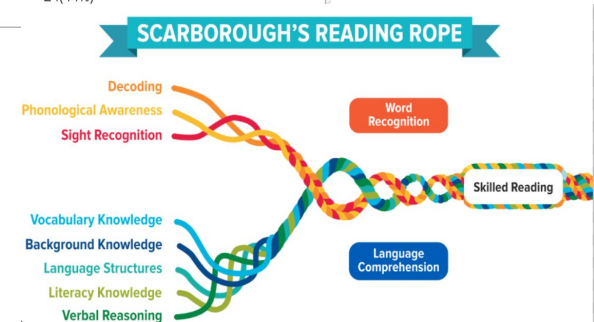 SCARBOROUGH'S READING ROPE
Decoding
Phonological Awareness
Sight Recognition
Word
Recognition
Skilled Reading
Vocabulary Knowledge
Background Knowledge
Language Structures
Literacy Knowledge
Verbal Reasoning
Language
Comprehension